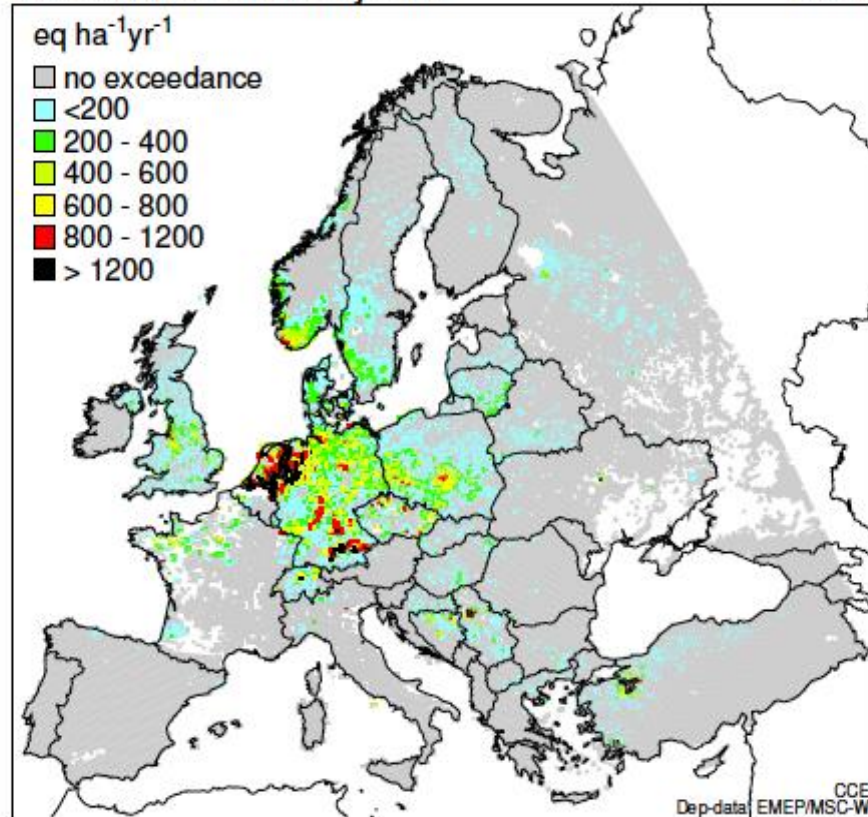 eq ha⁻¹yr⁻¹
no exceedance
<200
200 - 400
400 - 600
600 - 800
800 - 1200
> 1200
CCE
Dep-data: EMEP/MSC-W